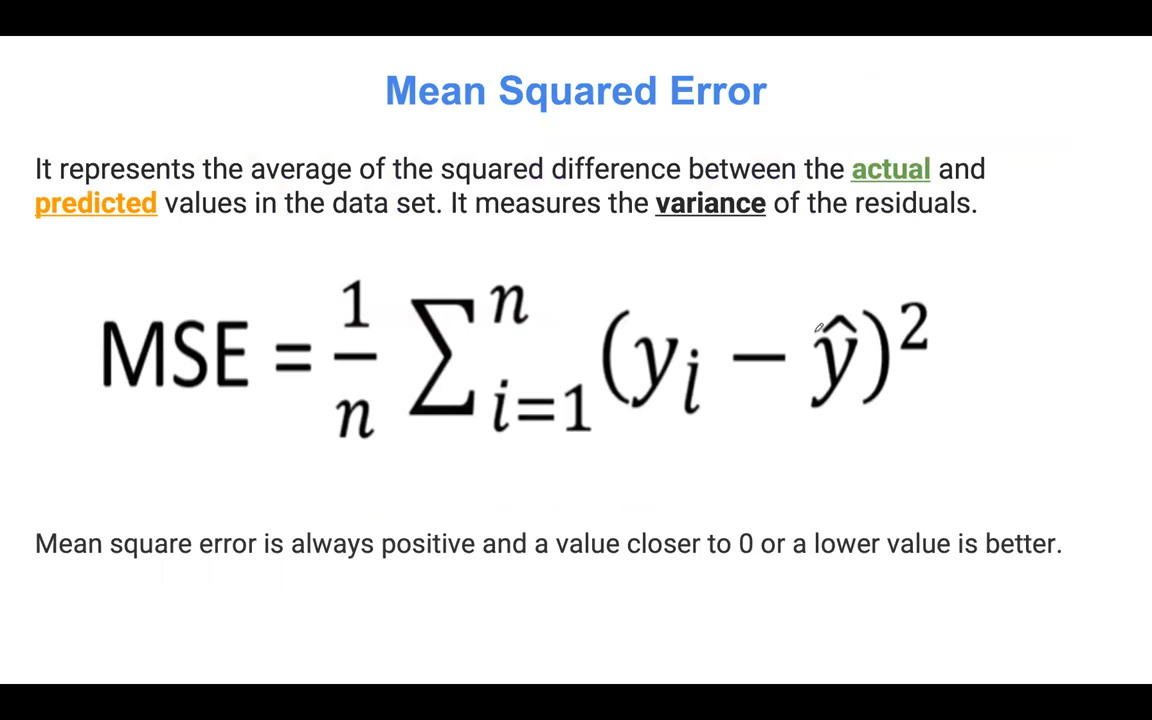 Mean Squared Error
It represents the average of the squared difference between the actual and
predicted values in the data set. It measures the variance of the residuals.
MSE = \frac{1}{n} \sum_{i=1}^{n} (y_i − ŷ)^2
Mean square error is always positive and a value closer to 0 or a lower value is better.